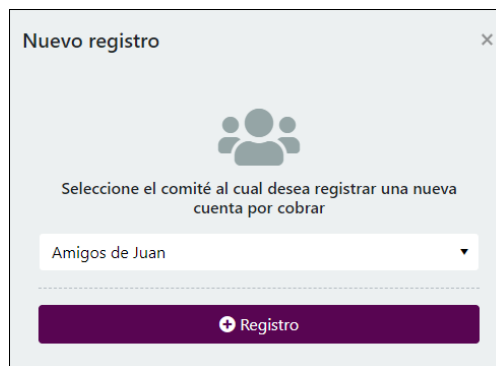 Nuevo registro
×
Seleccione el comité al cual desea registrar una nueva
cuenta por cobrar
Amigos de Juan
Registro